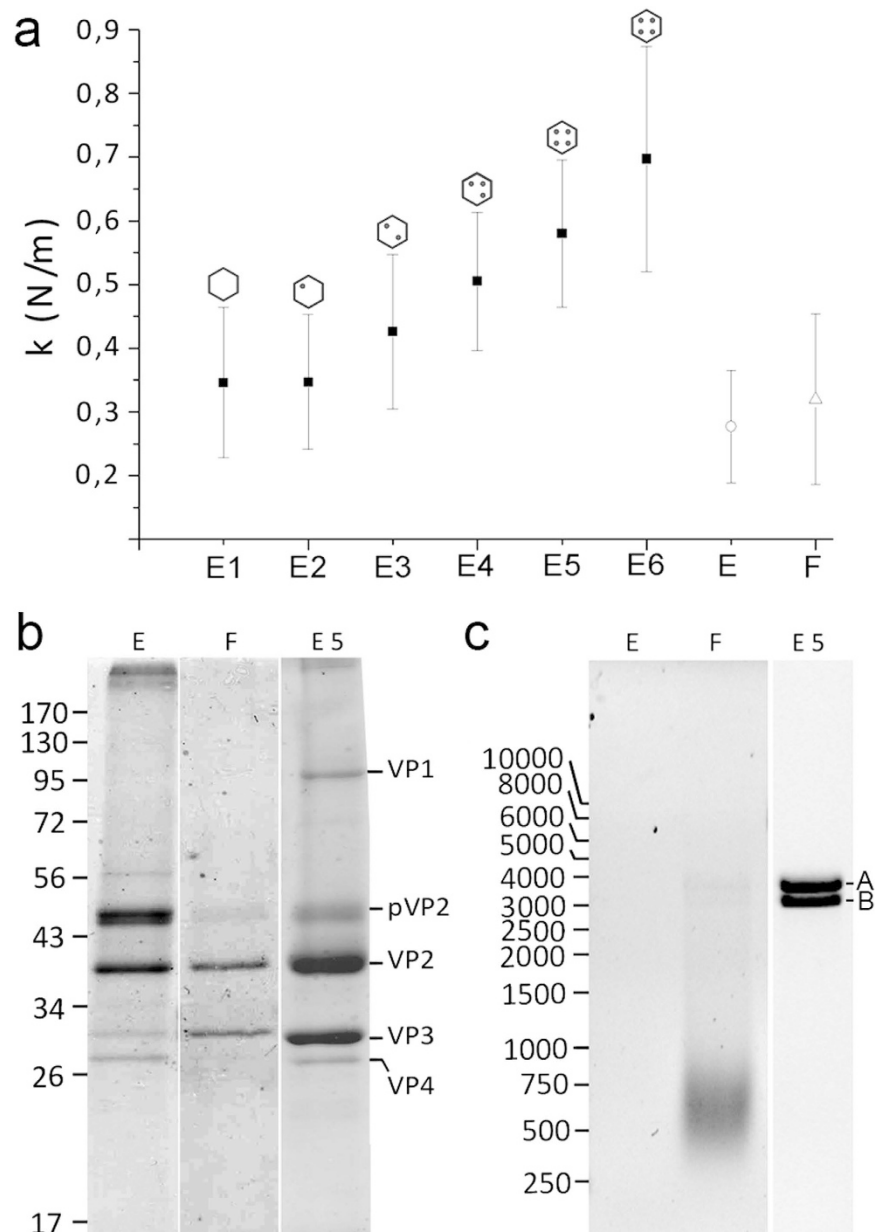 a
k (N/m)
0,9
0,8
0,7
0,6
0,5
0,4
0,3
0,2
E1 E2 E3 E4 E5 E6 E F
b
E F E 5
170
130
95
72
56
43
34
26
17
VP1
pVP2
VP2
VP3
VP4
c
E F E 5
10000
8000
6000
5000
4000
3000
2500
2000
1500
1000
750
500
250
A
B